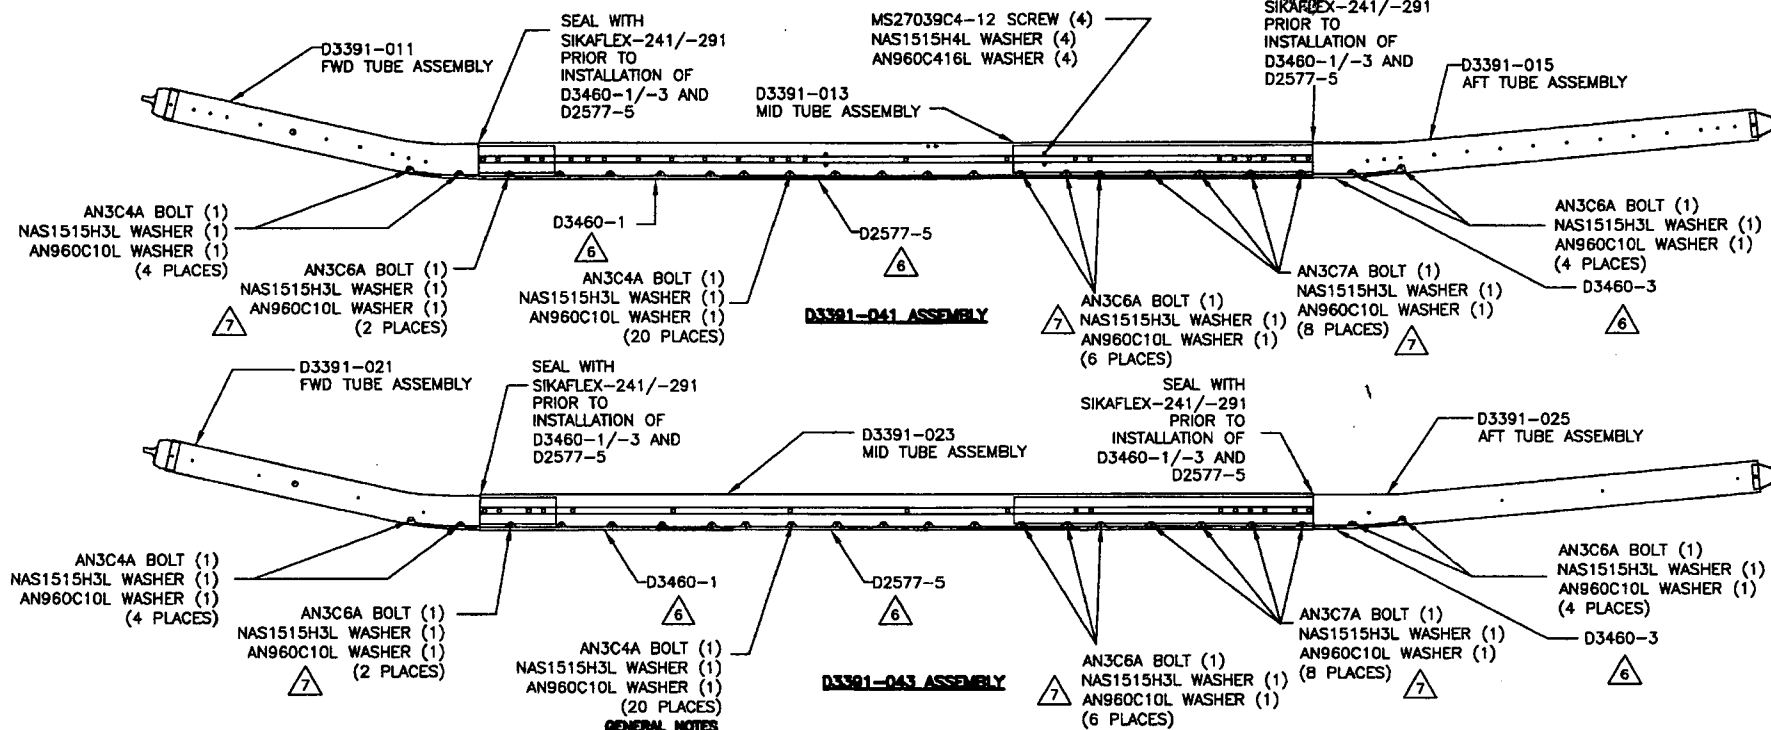 SEAL WITH
SIKAFLEX-241/-291
PRIOR TO
INSTALLATION OF
D3460-1/-3 AND
D2577-5
MS27039C4-12 SCREW (4)
NAS1515H4L WASHER (4)
AN960C416L WASHER (4)
SIKAFLEX-241/-291
PRIOR TO
INSTALLATION OF
D3460-1/-3 AND
D2577-5
D3391-011
FWD TUBE ASSEMBLY
D3391-013
MID TUBE ASSEMBLY
D3391-015
AFT TUBE ASSEMBLY
AN3C4A BOLT (1)
NAS1515H3L WASHER (1)
AN960C10L WASHER (1)
(4 PLACES)
AN3C6A BOLT (1)
NAS1515H3L WASHER (1)
AN960C10L WASHER (1)
(2 PLACES)
7
D3460-1
6
AN3C4A BOLT (1)
NAS1515H3L WASHER (1)
AN960C10L WASHER (1)
(20 PLACES)
D2577-5
6
D3391-041 ASSEMBLY
7
AN3C6A BOLT (1)
NAS1515H3L WASHER (1)
AN960C10L WASHER (1)
(6 PLACES)
AN3C7A BOLT (1)
NAS1515H3L WASHER (1)
AN960C10L WASHER (1)
(8 PLACES)
7
AN3C6A BOLT (1)
NAS1515H3L WASHER (1)
AN960C10L WASHER (1)
(4 PLACES)
D3460-3
6
D3391-021
FWD TUBE ASSEMBLY
SEAL WITH
SIKAFLEX-241/-291
PRIOR TO
INSTALLATION OF
D3460-1/-3 AND
D2577-5
D3391-023
MID TUBE ASSEMBLY
SEAL WITH
SIKAFLEX-241/-291
PRIOR TO
INSTALLATION OF
D3460-1/-3 AND
D2577-5
D3391-025
AFT TUBE ASSEMBLY
AN3C4A BOLT (1)
NAS1515H3L WASHER (1)
AN960C10L WASHER (1)
(4 PLACES)
AN3C6A BOLT (1)
NAS1515H3L WASHER (1)
AN960C10L WASHER (1)
(2 PLACES)
7
D3460-1
6
AN3C4A BOLT (1)
NAS1515H3L WASHER (1)
AN960C10L WASHER (1)
(20 PLACES)
D2577-5
6
D3391-043 ASSEMBLY
7
AN3C6A BOLT (1)
NAS1515H3L WASHER (1)
AN960C10L WASHER (1)
(6 PLACES)
AN3C7A BOLT (1)
NAS1515H3L WASHER (1)
AN960C10L WASHER (1)
(8 PLACES)
7
AN3C6A BOLT (1)
NAS1515H3L WASHER (1)
AN960C10L WASHER (1)
(4 PLACES)
D3460-3
6
GENERAL NOTES